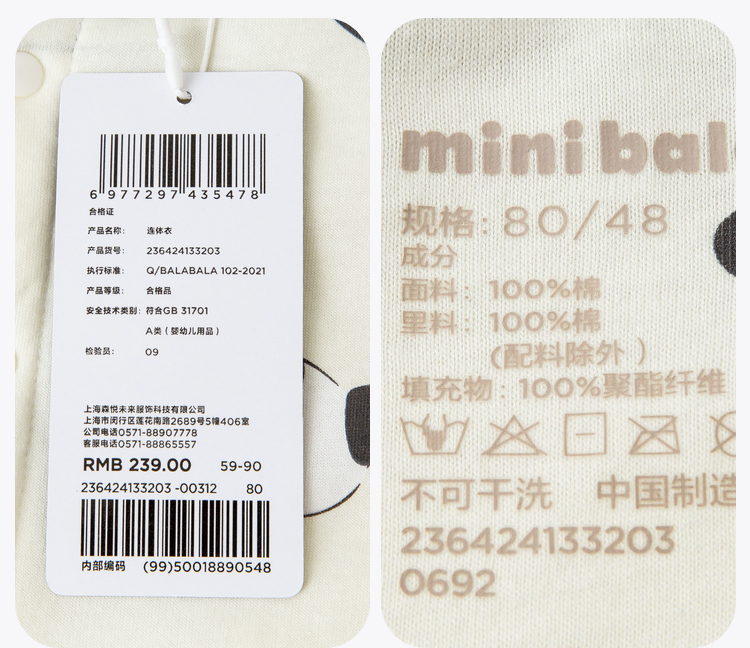 6 977297 435478
合格证
产品名称: 连体衣
产品货号: 236424133203
执行标准: Q/BALABALA 102-2021
产品等级: 合格品
安全技术类别: 符合GB 31701
A类 (婴幼儿用品)
检验员: 09
上海森悦未来服饰科技有限公司
上海市闵行区莲花南路2689号5幢406室
公司电话0571-88907778
客服电话0571-88865557
RMB 239.00 59-90
236424133203 -00312 80
内部编码 (99)50018890548
mini bala
规格: 80/48
成分
面料: 100%棉
里料: 100%棉
(配料除外)
填充物: 100%聚酯纤维
不可干洗 中国制造
236424133203
0692